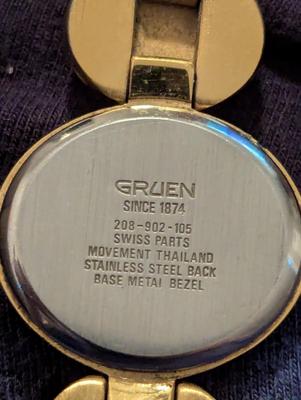 GRUEN
SINCE 1874
208-902-105
SWISS PARTS
MOVEMENT THAILAND
STAINLESS STEEL BACK
BASE METAL BEZEL